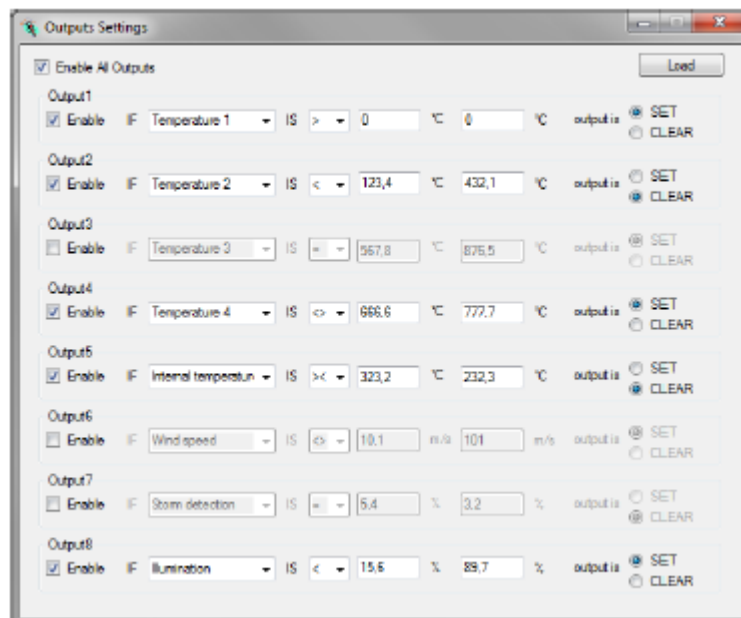 Outputs Settings
Enable All Outputs Load
Output1
Enable IF Temperature 1 IS > 0 °C 0 °C output is SET
CLEAR
Output2
Enable IF Temperature 2 IS < 123,4 °C 432,1 °C output is SET
CLEAR
Output3
Enable IF Temperature 3 IS = 567,8 °C 876,5 °C output is SET
CLEAR
Output4
Enable IF Temperature 4 IS <> 666,6 °C 777,7 °C output is SET
CLEAR
Output5
Enable IF Internal temperatun IS >< 323,2 °C 232,3 °C output is SET
CLEAR
Output6
Enable IF Wind speed IS <> 10,1 m/s 101 m/s output is SET
CLEAR
Output7
Enable IF Storm detection IS = 5,4 % 3,2 % output is SET
CLEAR
Output8
Enable IF Illumination IS < 15,6 % 89,7 % output is SET
CLEAR